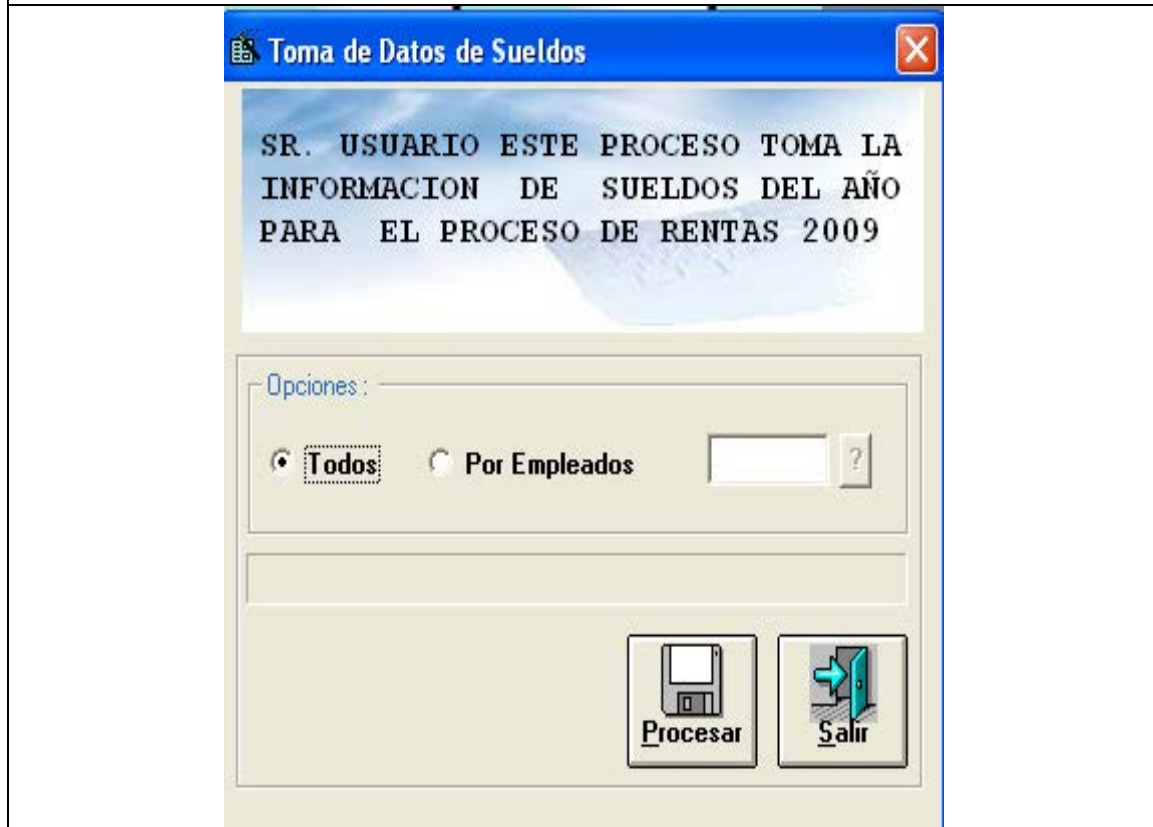 Toma de Datos de Sueldos
SR. USUARIO ESTE PROCESO TOMA LA
INFORMACION DE SUELDOS DEL AÑO
PARA EL PROCESO DE RENTAS 2009
Opciones :
Todos Por Empleados ?
Procesar Salir